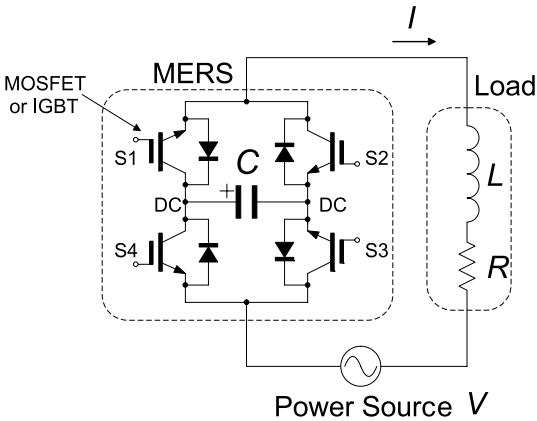 I
MERS
MOSFET
or IGBT
Load
S1
C
S2
+
DC
DC
L
S4
S3
R
Power Source V